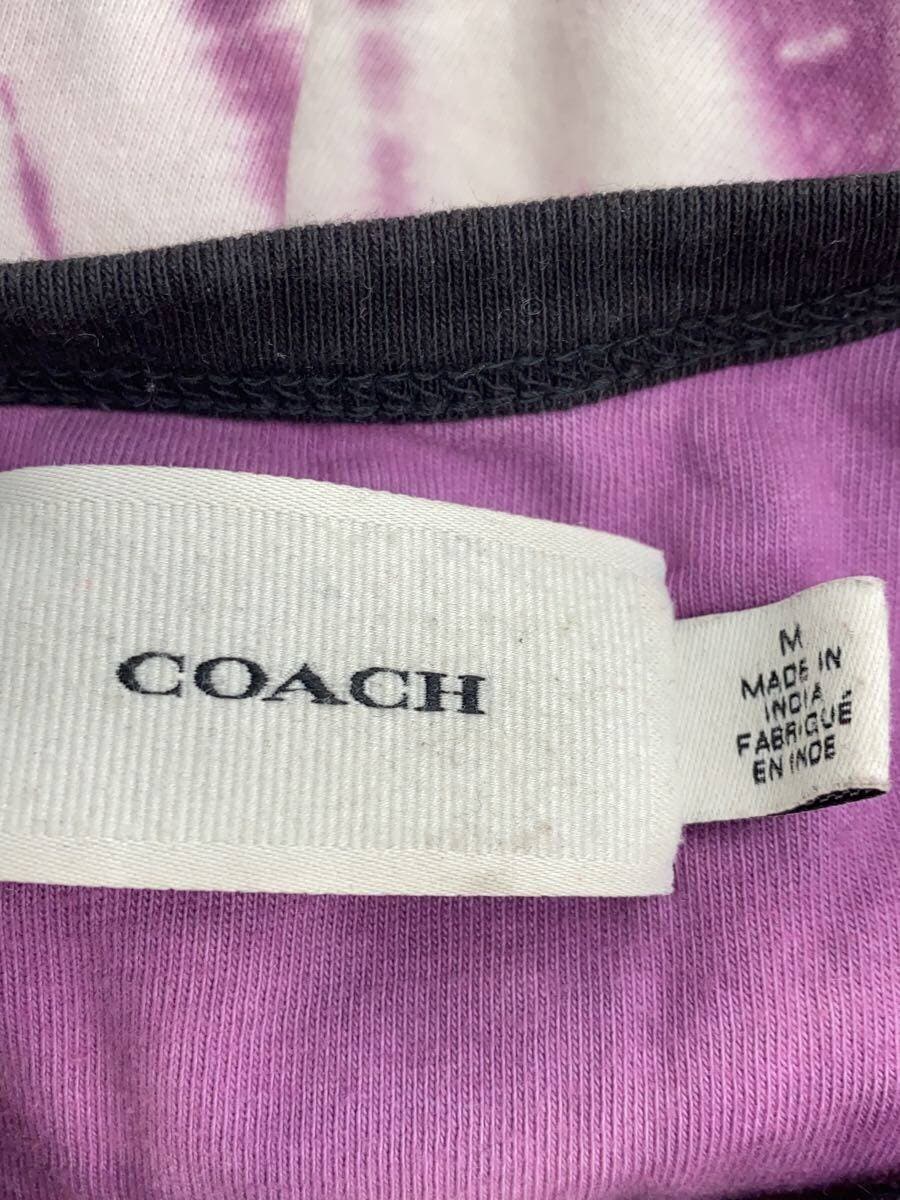 COACH
M
MADE IN
INDIA
FABRIQUÉ
EN INDE